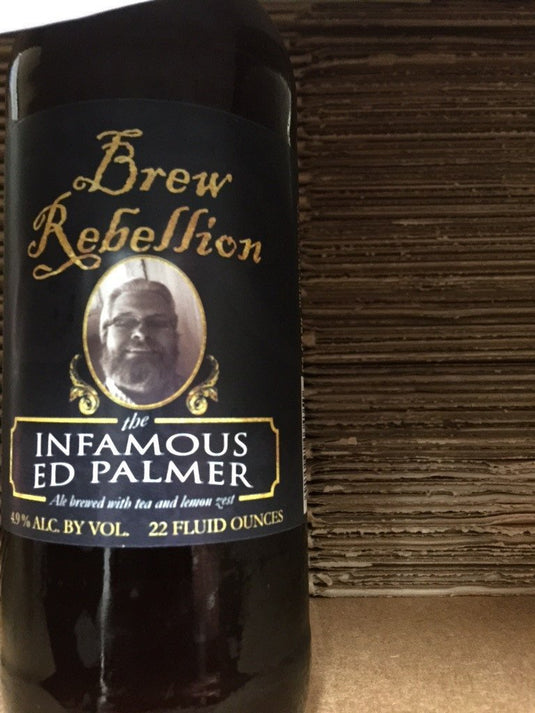 Brew
Rebellion
the
INFAMOUS
ED PALMER
Ale brewed with tea and lemon zest
4.9% ALC. BY VOL. 22 FLUID OUNCES